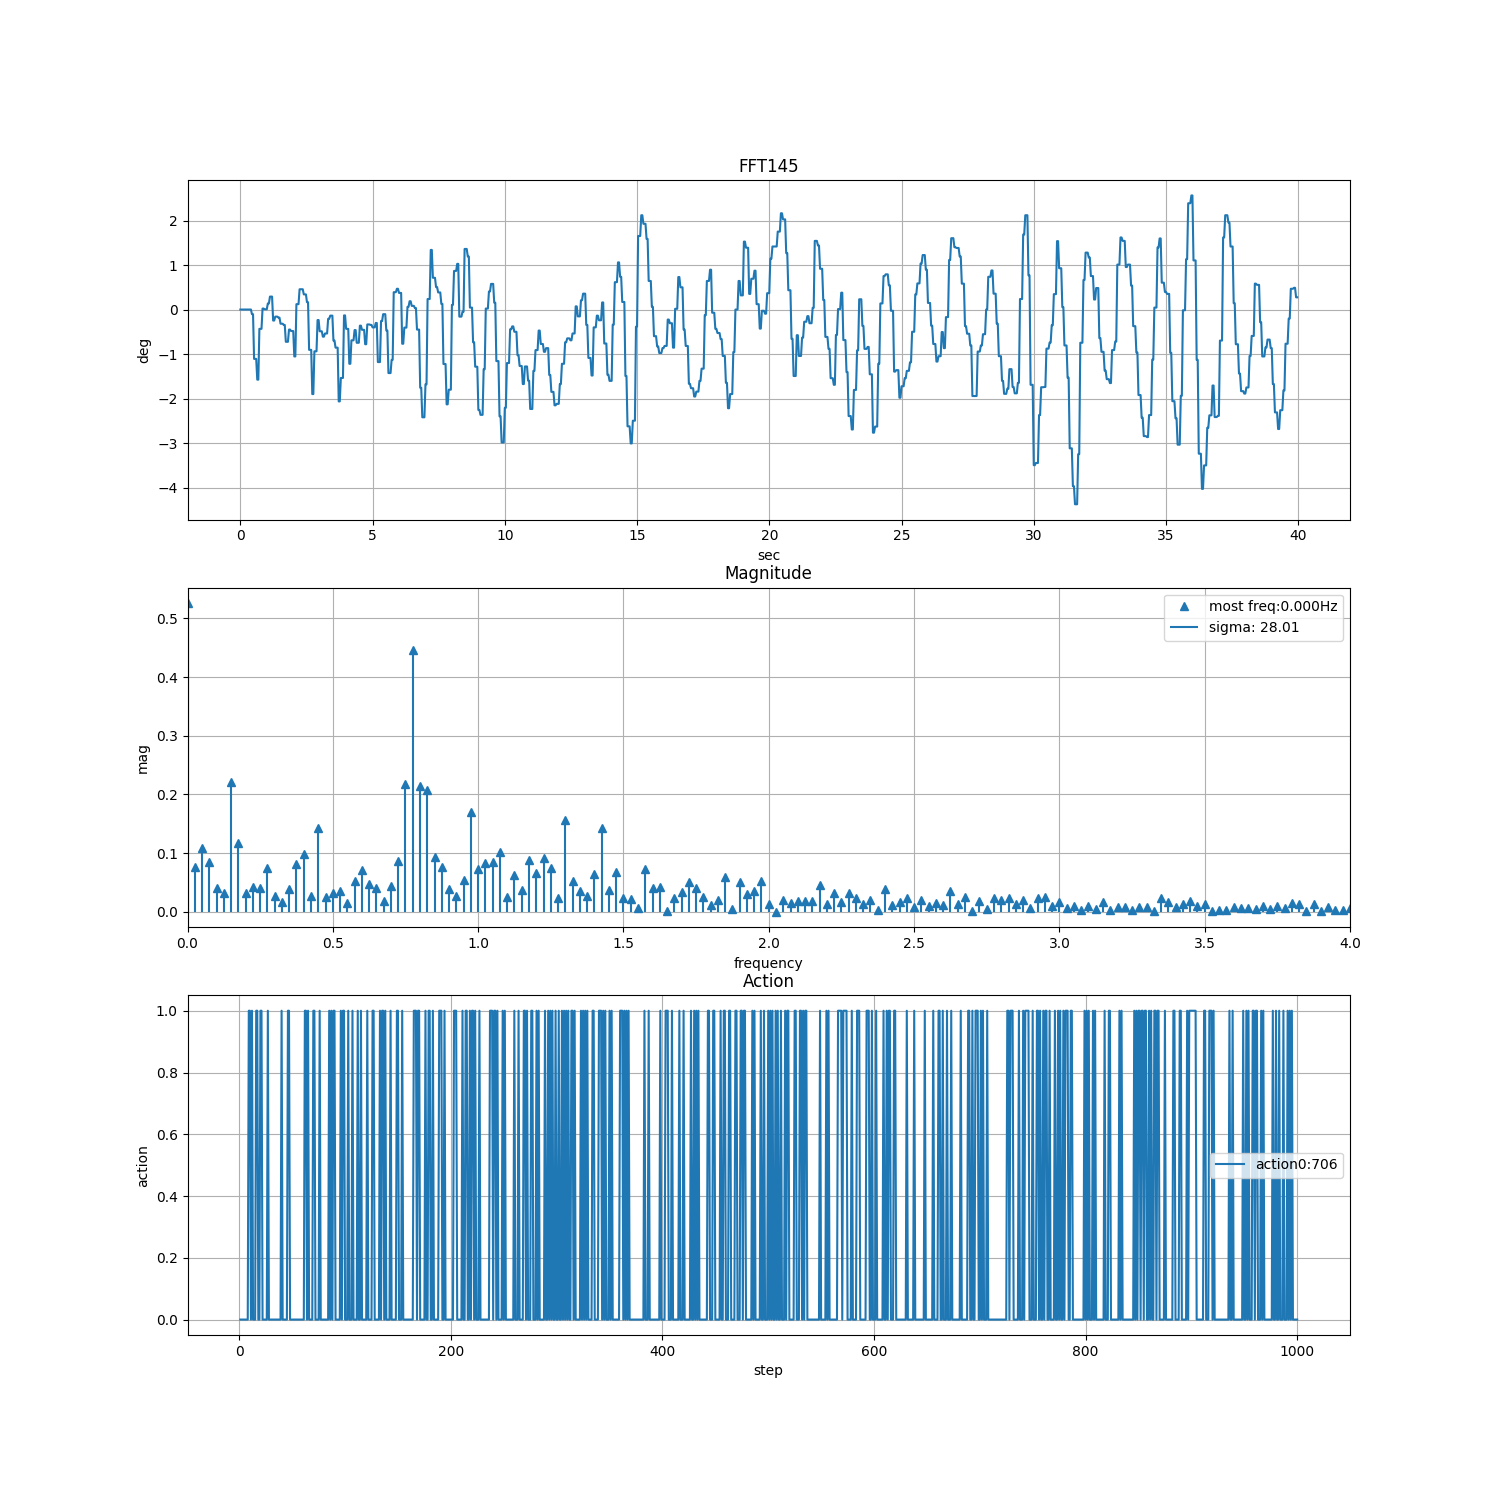 FFT145
deg
2
1
0
−1
−2
−3
−4
0 5 10 15 20 25 30 35 40
sec
Magnitude
most freq:0.000Hz
sigma: 28.01
mag
0.5
0.4
0.3
0.2
0.1
0.0
0.0 0.5 1.0 1.5 2.0 2.5 3.0 3.5 4.0
frequency
Action
action
1.0
0.8
0.6
0.4
0.2
0.0
action0:706
0 200 400 600 800 1000
step